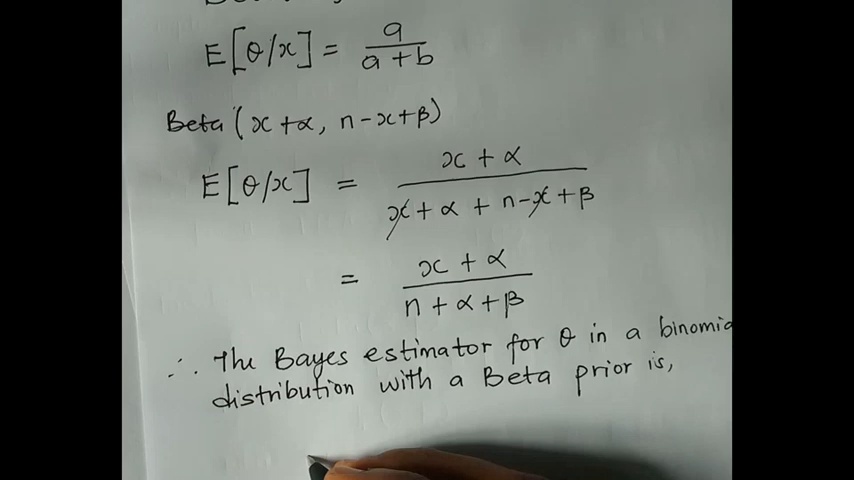 E[θ/x] = a / a + b
Beta (x + α, n - x + β)
E[θ/x] = x + α / x + α + n - x + β
= x + α / n + α + β
∴ The Bayes estimator for θ in a binomia
distribution with a Beta prior is,